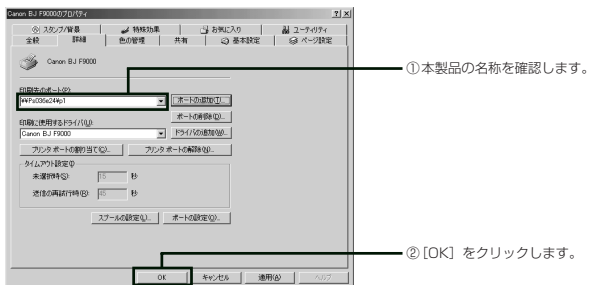 Canon BJ F9000のプロパティ
スタンプ/背景 特殊効果 お気に入り ユーティリティ
全般 詳細 色の管理 共有 基本設定 ページ設定
Canon BJ F9000
①本製品の名称を確認します。
印刷先のポート(P):
¥¥Ps036e24¥p1 ポートの追加(T)...
ポートの削除(D)...
印刷に使用するドライバ(U):
Canon BJ F9000 ドライバの追加(W)...
プリンタ ポートの割り当て(C)... プリンタ ポートの解除(N)...
タイムアウト設定
未選択時(S): 15 秒
送信の再試行時(R): 45 秒
スプールの設定(L)... ポートの設定(O)...
②[OK] をクリックします。
OK キャンセル 適用(A) ヘルプ